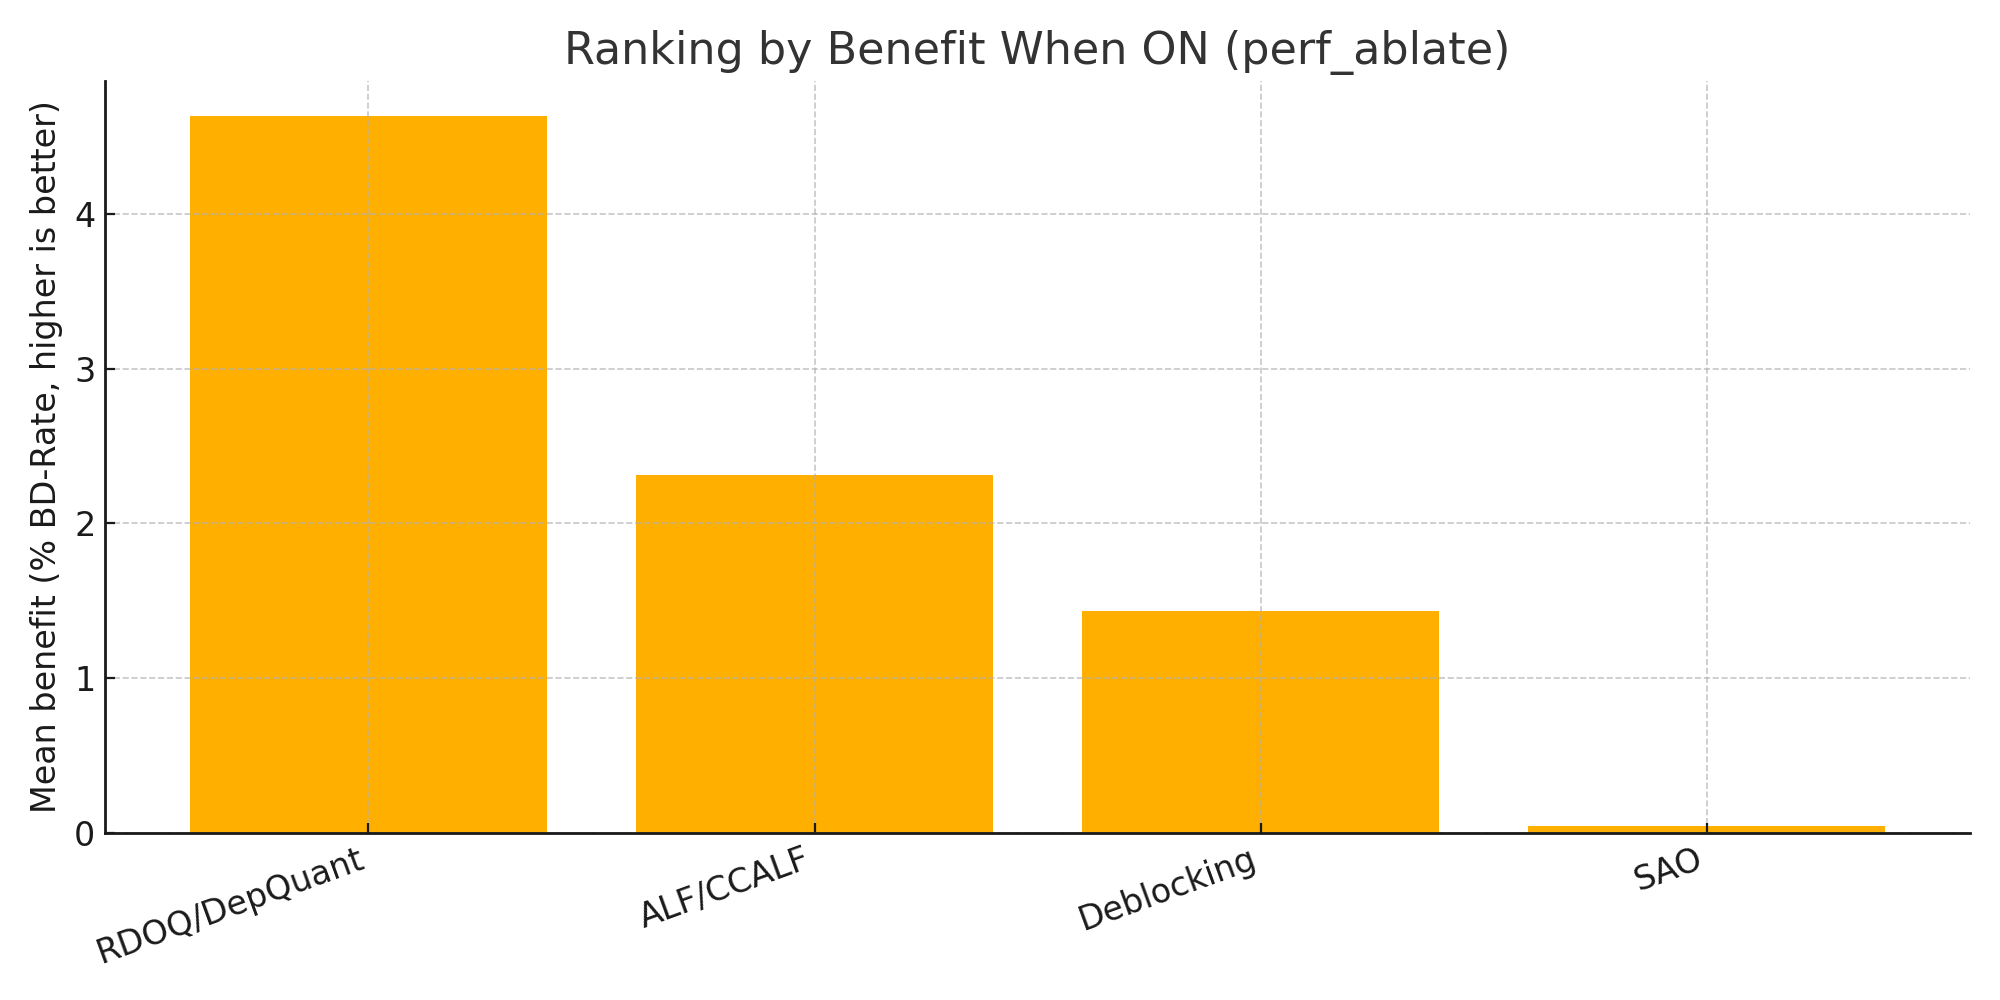 Ranking by Benefit When ON (perf_ablate)
Mean benefit (% BD-Rate, higher is better)
4
3
2
1
0
RDOQ/DepQuant
ALF/CCALF
Deblocking
SAO